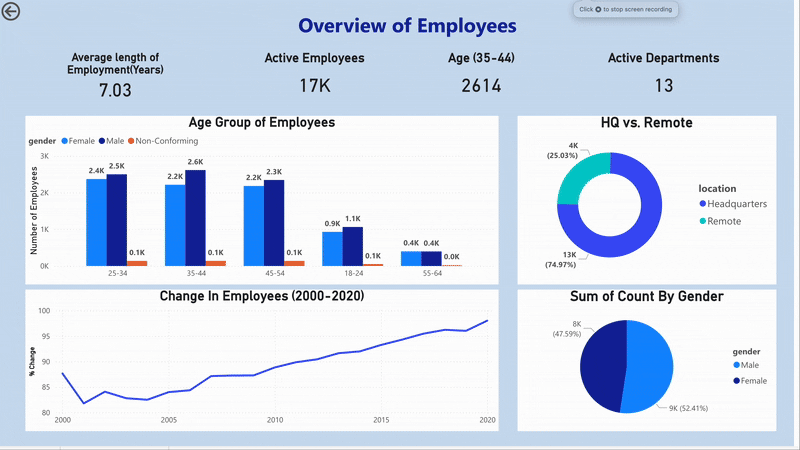 Click to stop screen recording
Overview of Employees
Average length of
Employment(Years)
7.03
Active Employees
17K
Age (35-44)
2614
Active Departments
13
Age Group of Employees
gender Female Male Non-Conforming
Number of Employees
3K
2K
1K
0K
2.4K 2.5K 0.1K
2.2K 2.6K 0.1K
2.2K 2.3K 0.1K
0.9K 1.1K 0.1K
0.4K 0.4K 0.0K
25-34 35-44 45-54 18-24 55-64
HQ vs. Remote
4K
(25.03%)
13K
(74.97%)
location
Headquarters
Remote
Change In Employees (2000-2020)
% Change
100
95
90
85
80
2000 2005 2010 2015 2020
Sum of Count By Gender
8K
(47.59%)
9K (52.41%)
gender
Male
Female